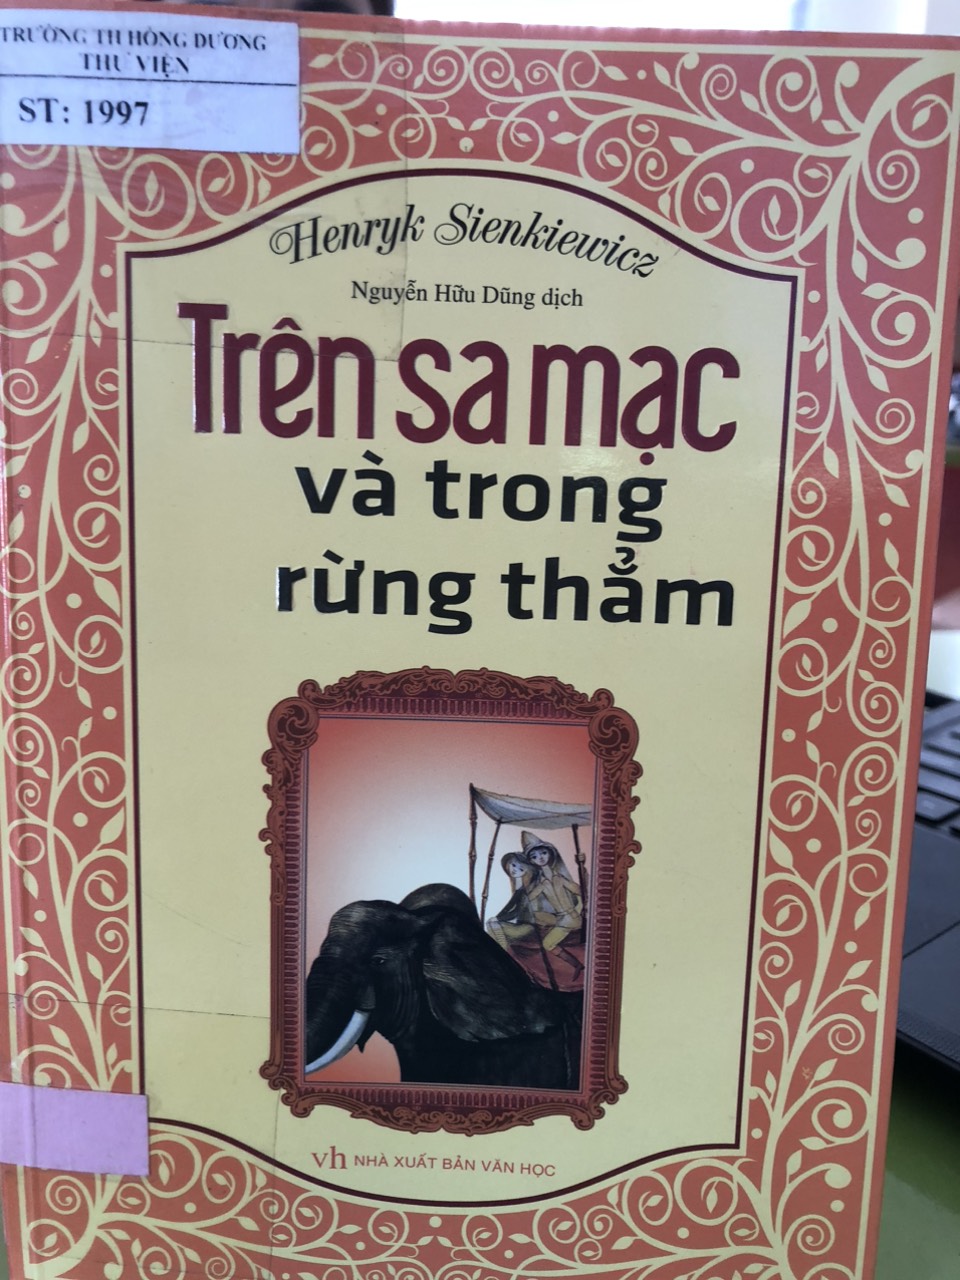 TRƯỜNG TH HỒNG DƯƠNG
THƯ VIỆN
ST: 1997
Henryk Sienkiewicz
Nguyễn Hữu Dũng dịch
Trên sa mạc
và trong
rừng thẳm
vh NHÀ XUẤT BẢN VĂN HỌC